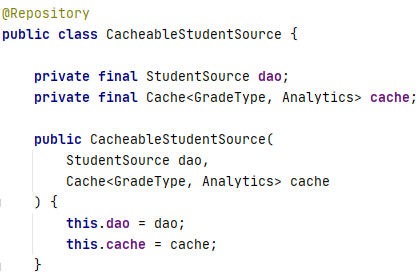 @Repository
public class CacheableStudentSource {
private final StudentSource dao;
private final Cache<GradeType, Analytics> cache;
public CacheableStudentSource(
StudentSource dao,
Cache<GradeType, Analytics> cache
) {
this.dao = dao;
this.cache = cache;
}